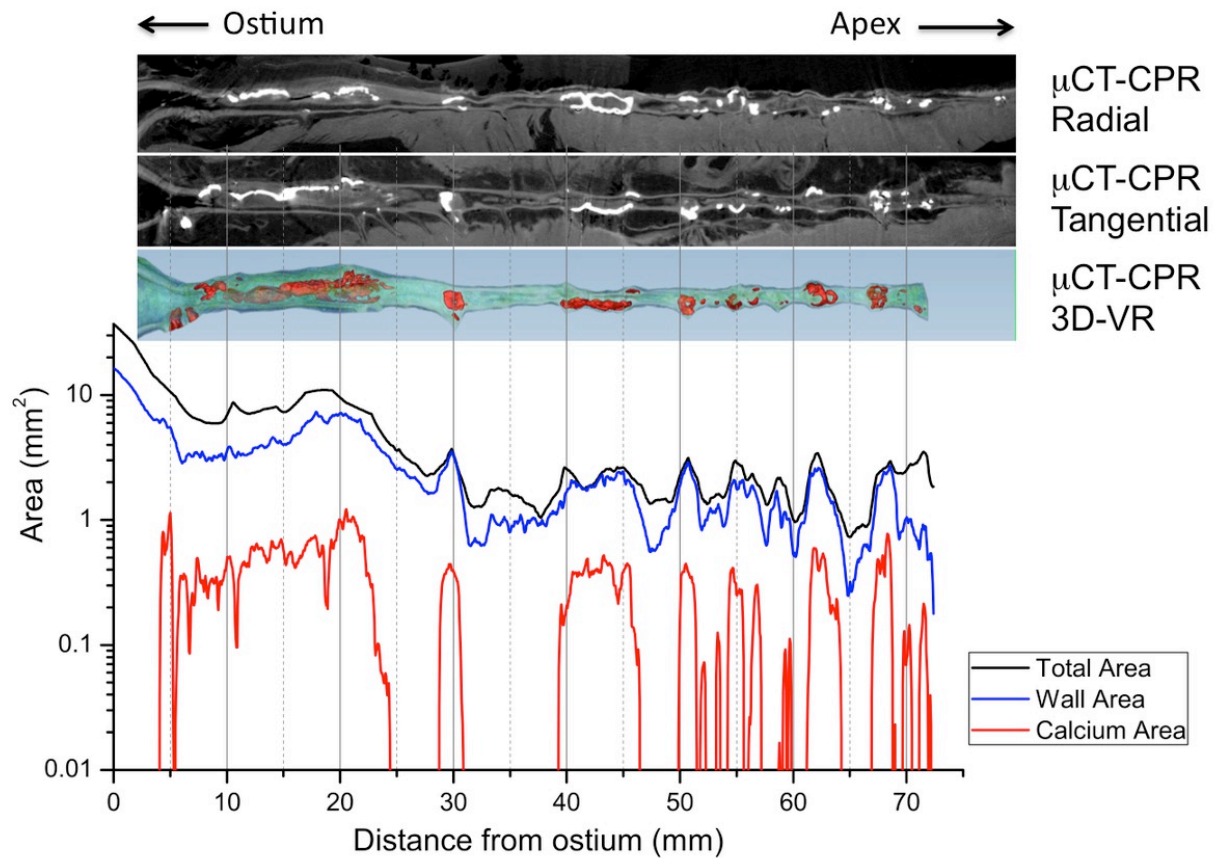 Ostium
Apex
μCT-CPR
Radial
μCT-CPR
Tangential
μCT-CPR
3D-VR
Area (mm²)
10
1
0.1
0.01
Total Area
Wall Area
Calcium Area
0 10 20 30 40 50 60 70
Distance from ostium (mm)